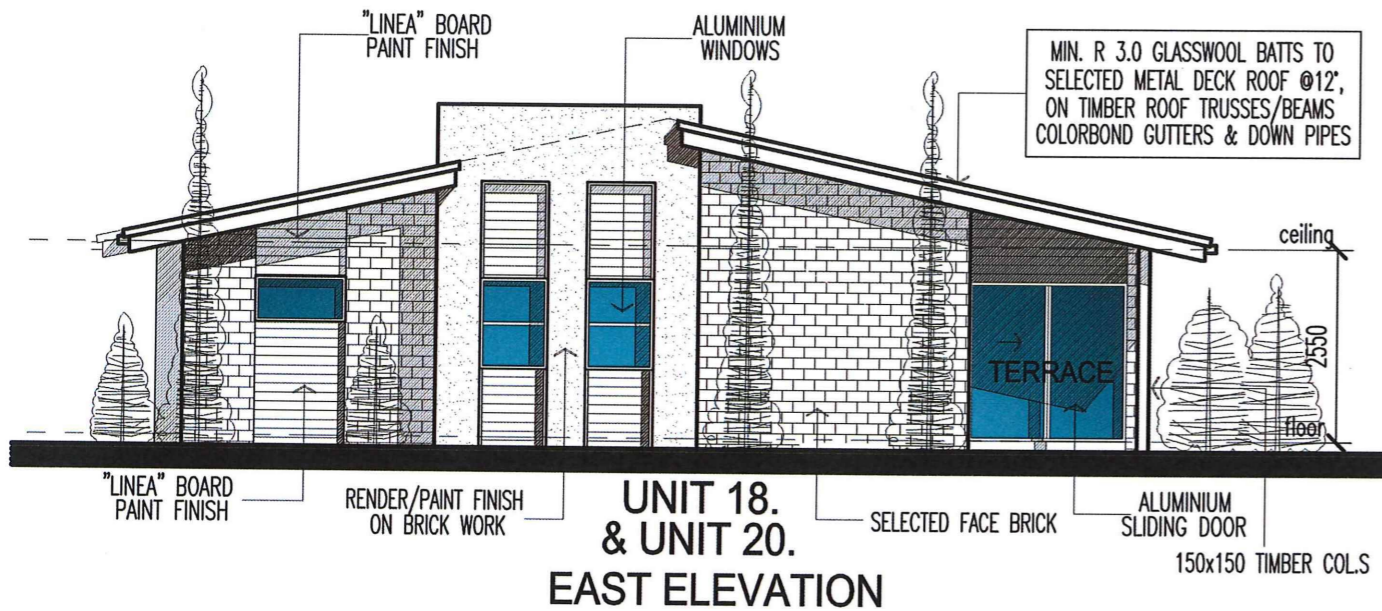 "LINEA" BOARD
PAINT FINISH
ALUMINIUM
WINDOWS
MIN. R 3.0 GLASSWOOL BATTS TO
SELECTED METAL DECK ROOF @12°,
ON TIMBER ROOF TRUSSES/BEAMS
COLORBOND GUTTERS & DOWN PIPES
ceiling
2550
TERRACE
floor
"LINEA" BOARD
PAINT FINISH
RENDER/PAINT FINISH
ON BRICK WORK
SELECTED FACE BRICK
ALUMINIUM
SLIDING DOOR
150x150 TIMBER COL.S
UNIT 18.
& UNIT 20.
EAST ELEVATION